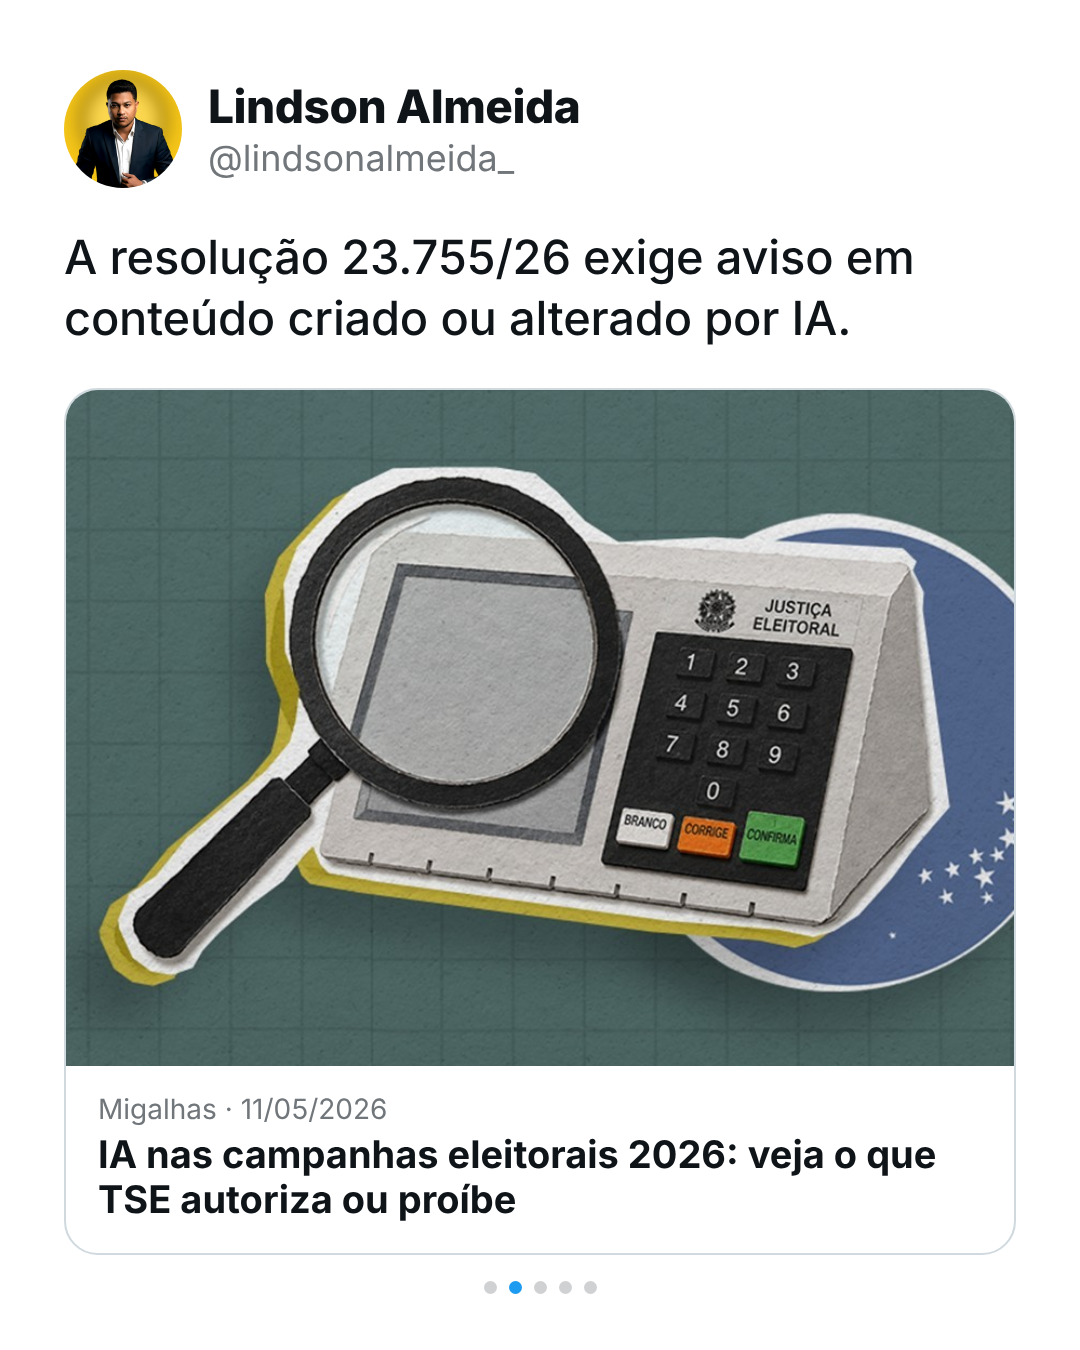 Lindson Almeida
@lindsonalmeida_
A resolução 23.755/26 exige aviso em
conteúdo criado ou alterado por IA.
JUSTIÇA
ELEITORAL
1 2 3
4 5 6
7 8 9
0
BRANCO CORRIGE CONFIRMA
Migalhas · 11/05/2026
IA nas campanhas eleitorais 2026: veja o que
TSE autoriza ou proíbe